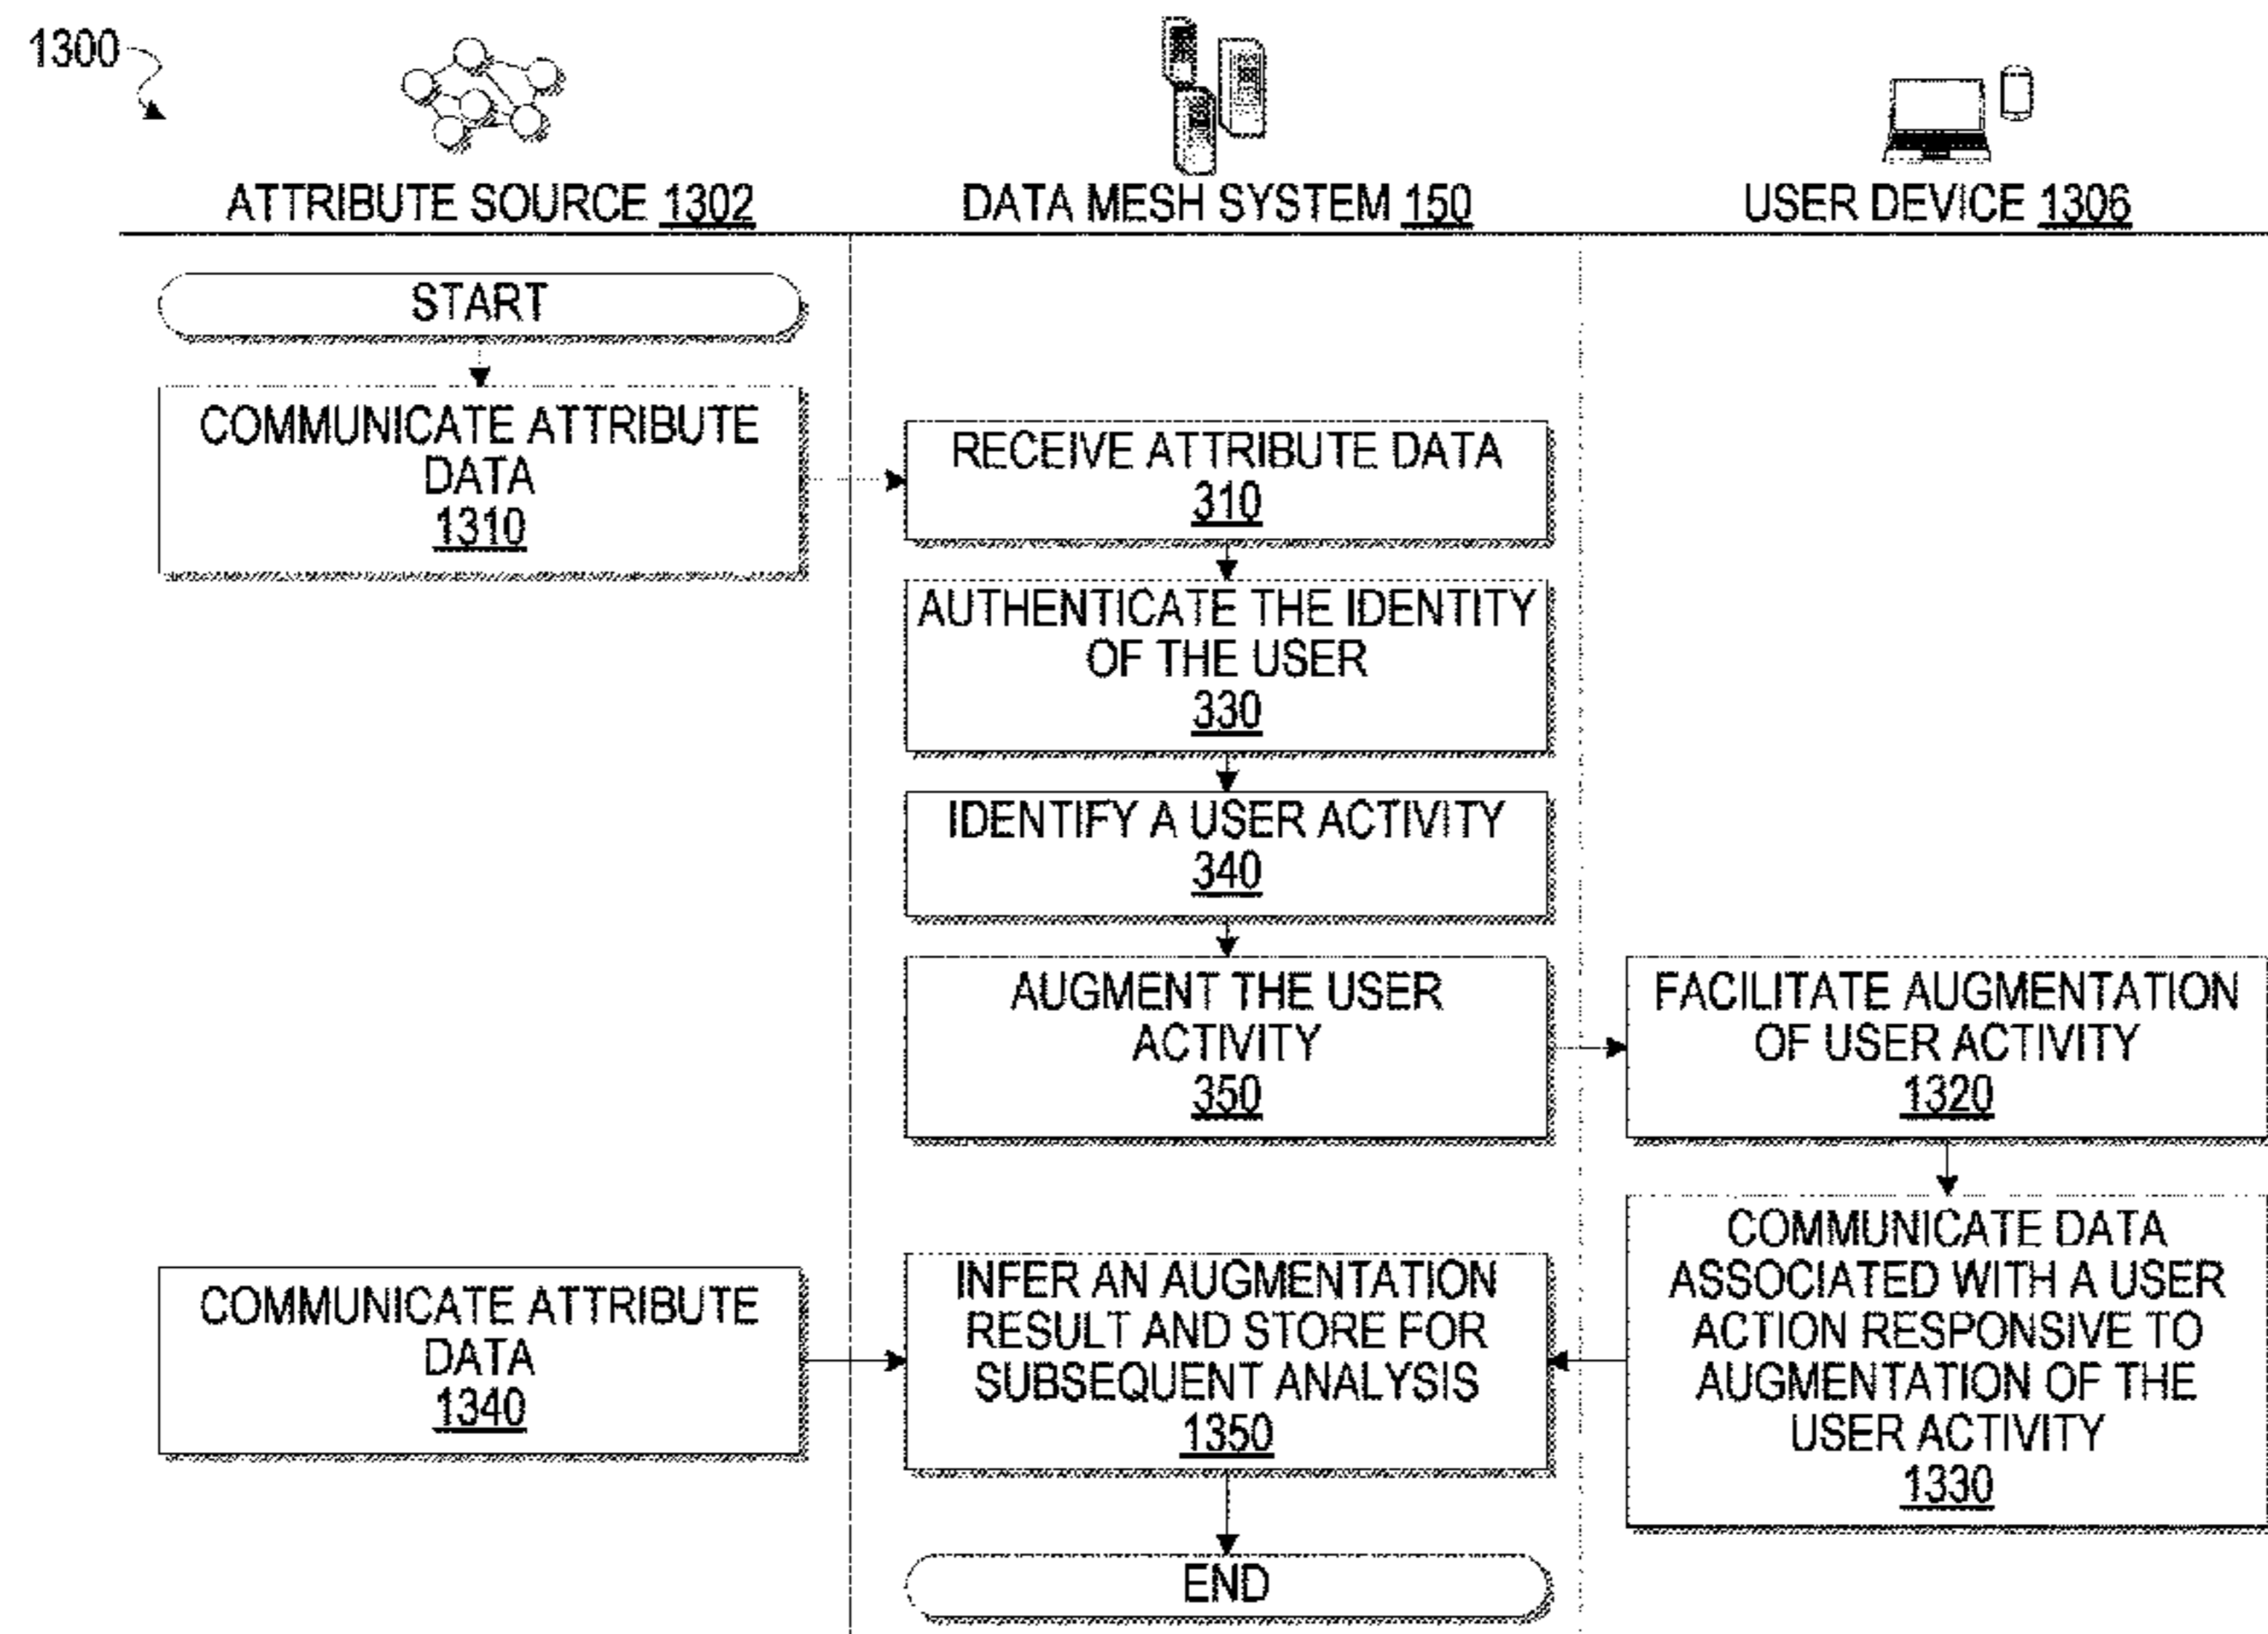 1300
ATTRIBUTE SOURCE 1302
DATA MESH SYSTEM 150
USER DEVICE 1306
START
COMMUNICATE ATTRIBUTE
DATA
1310
RECEIVE ATTRIBUTE DATA
310
AUTHENTICATE THE IDENTITY
OF THE USER
330
IDENTIFY A USER ACTIVITY
340
AUGMENT THE USER
ACTIVITY
350
FACILITATE AUGMENTATION
OF USER ACTIVITY
1320
COMMUNICATE DATA
ASSOCIATED WITH A USER
ACTION RESPONSIVE TO
AUGMENTATION OF THE
USER ACTIVITY
1330
COMMUNICATE ATTRIBUTE
DATA
1340
INFER AN AUGMENTATION
RESULT AND STORE FOR
SUBSEQUENT ANALYSIS
1350
END